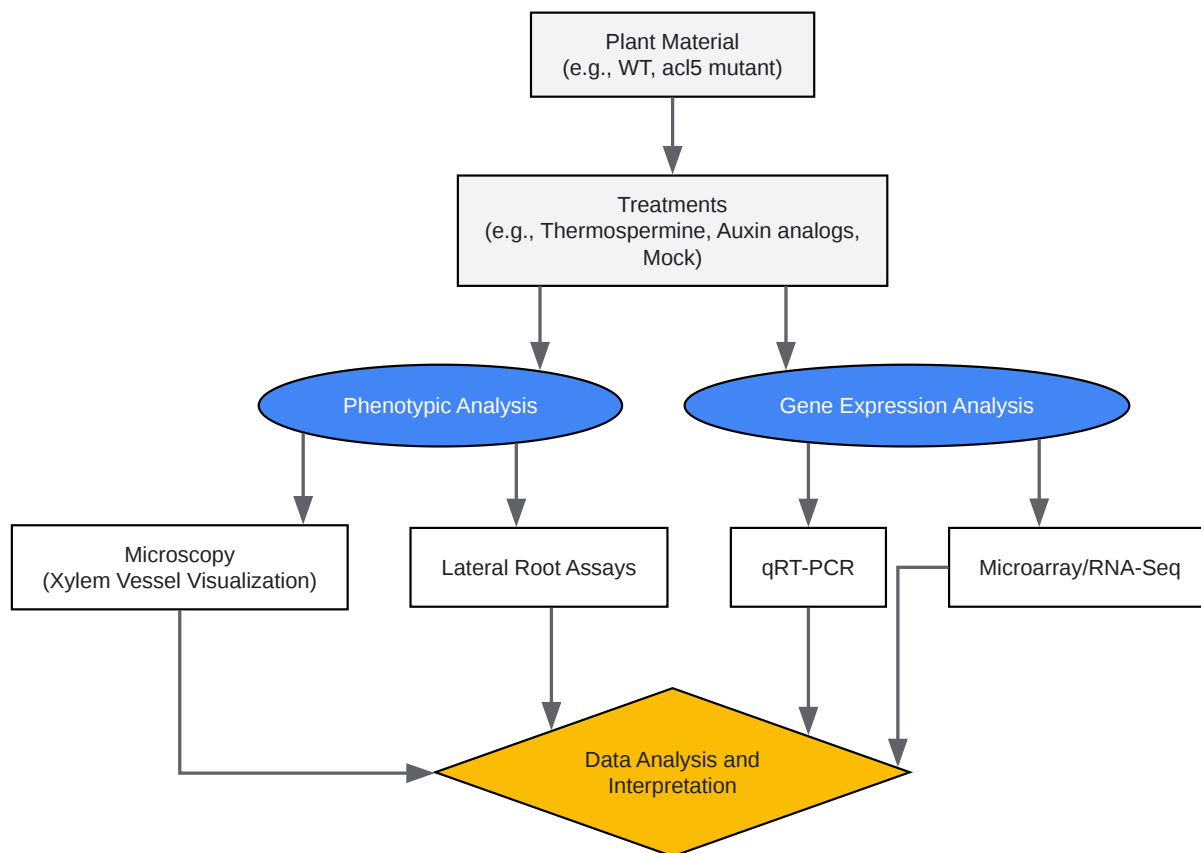 Plant Material
(e.g., WT, acl5 mutant)
Treatments
(e.g., Thermospermine, Auxin analogs,
Mock)
Phenotypic Analysis
Gene Expression Analysis
Microscopy
(Xylem Vessel Visualization)
Lateral Root Assays
qRT-PCR
Microarray/RNA-Seq
Data Analysis and
Interpretation